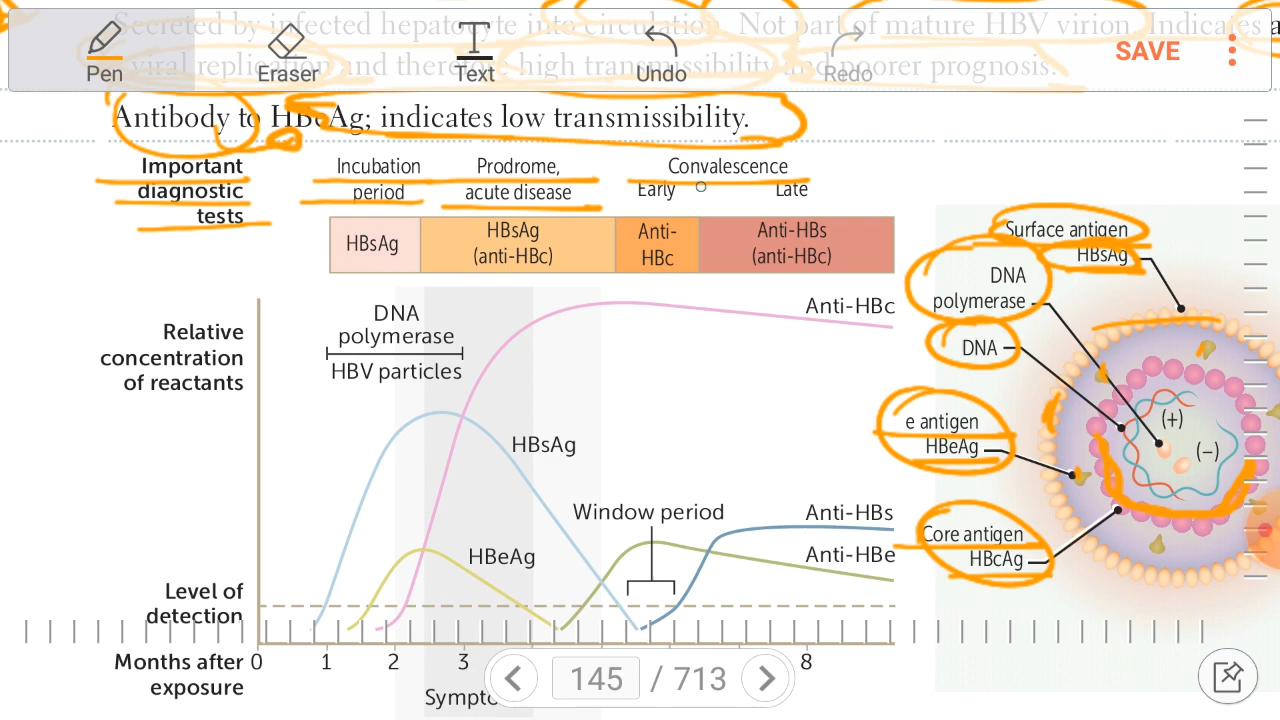 Secreted by infected hepatocyte into circulation. Not part of mature HBV virion. Indicates a
viral replication and therefore high transmissibility and poorer prognosis.
Pen
Eraser
Text
Undo
Redo
SAVE
Antibody to HBeAg; indicates low transmissibility.
Important
diagnostic
tests
Incubation
period
Prodrome,
acute disease
Convalescence
Early
Late
HBsAg
HBsAg
(anti-HBc)
Anti-
HBc
Anti-HBs
(anti-HBc)
Relative
concentration
of reactants
DNA
polymerase
HBV particles
Anti-HBc
HBsAg
Window period
HBeAg
Anti-HBs
Anti-HBe
Level of
detection
Months after
exposure
0 1 2 3 8
Sympto
145 / 713
Surface antigen
HBsAg
DNA
polymerase
DNA
e antigen
HBeAg
Core antigen
HBcAg
(+)
(−)